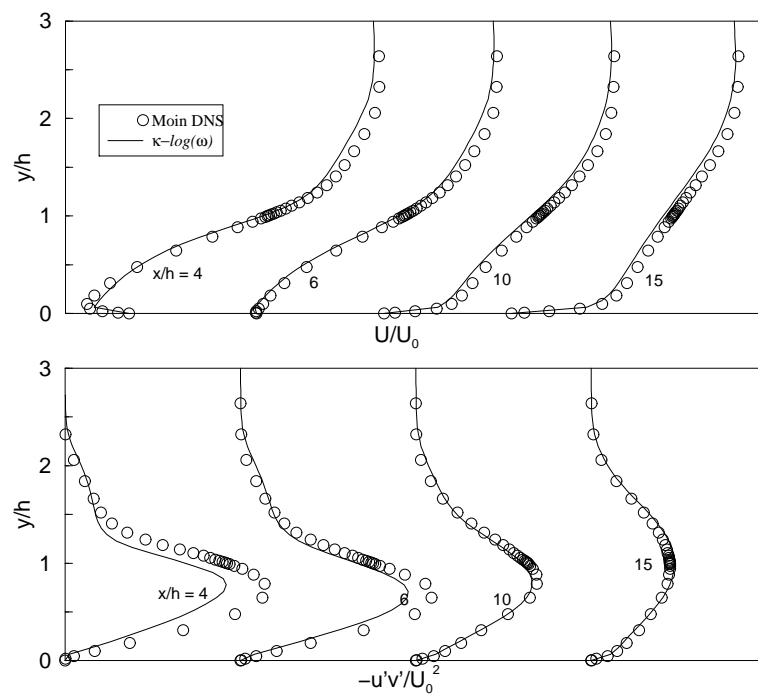 3
2
1
0
y/h
Moin DNS
κ−log(ω)
x/h = 4
6
10
15
U/U₀
3
2
1
0
y/h
x/h = 4
6
10
15
−u'v'/U₀²